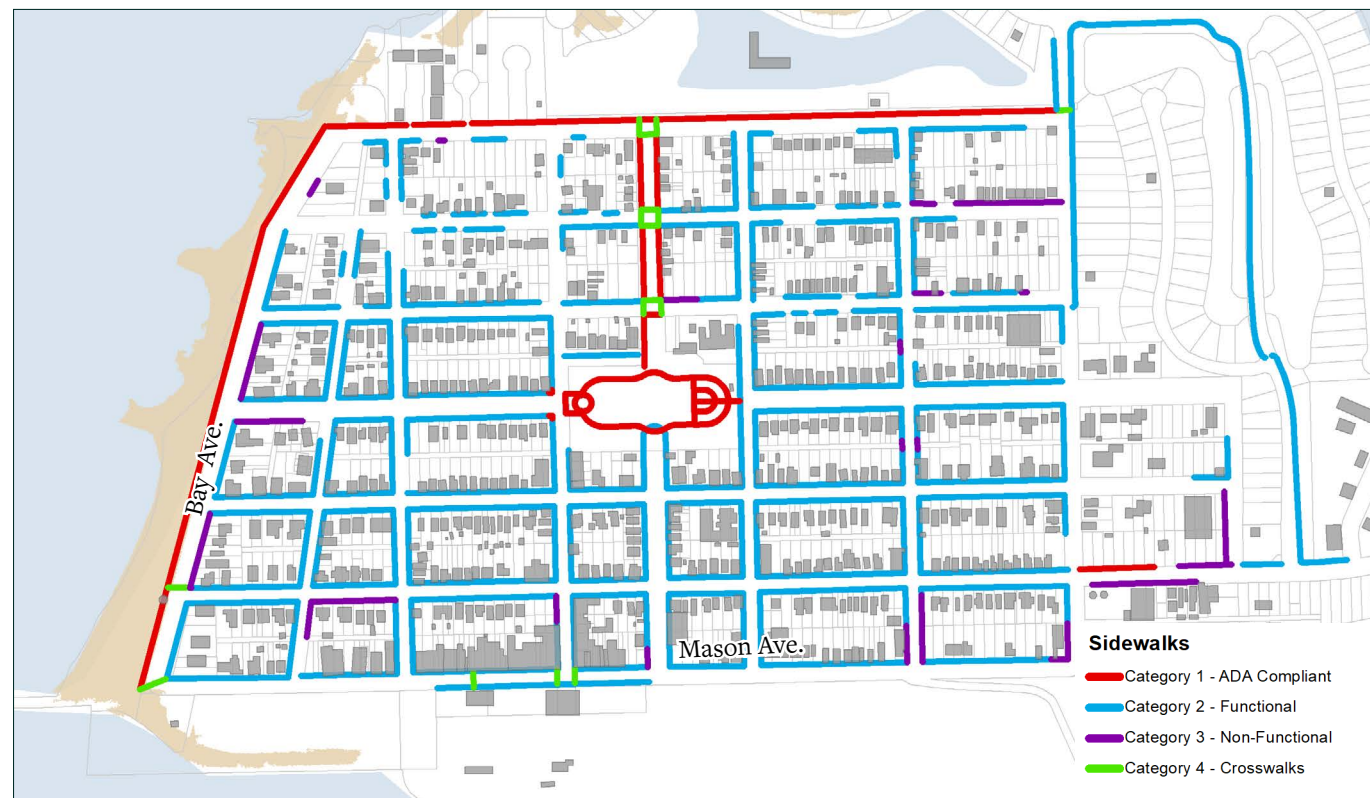 Bay Ave.
Mason Ave.
Sidewalks
Category 1 - ADA Compliant
Category 2 - Functional
Category 3 - Non-Functional
Category 4 - Crosswalks